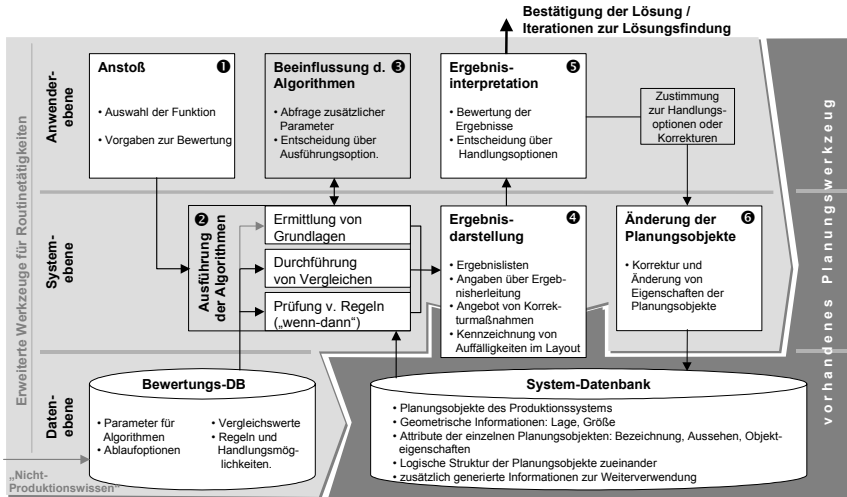 Bestätigung der Lösung /
Iterationen zur Lösungsfindung
Erweiterte Werkzeuge für Routinetätigkeiten
Anwender-
ebene
Anstoß ❶
• Auswahl der Funktion
• Vorgaben zur Bewertung
Beeinflussung d. ❸
Algorithmen
• Abfrage zusätzlicher
Parameter
• Entscheidung über
Ausführungsoption.
Ergebnis- ❺
interpretation
• Bewertung der
Ergebnisse
• Entscheidung über
Handlungsoptionen
Zustimmung
zur Handlungs-
optionen oder
Korrekturen
System-
ebene
❷
Ausführung
der Algorithmen
Ermittlung von
Grundlagen
Durchführung
von Vergleichen
Prüfung v. Regeln
(„wenn-dann“)
Ergebnis- ❹
darstellung
• Ergebnislisten
• Angaben über Ergeb-
nisherleitung
• Angebot von Korrek-
turmaßnahmen
• Kennzeichnung von
Auffälligkeiten im Layout
❻
Änderung der
Planungsobjekte
• Korrektur und
Änderung von
Eigenschaften der
Planungsobjekte
Daten-
ebene
Bewertungs-DB
• Parameter für
Algorithmen
• Ablaufoptionen
• Vergleichswerte
• Regeln und
Handlungsmög-
lichkeiten.
System-Datenbank
• Planungsobjekte des Produktionssystems
• Geometrische Informationen: Lage, Größe
• Attribute der einzelnen Planungsobjekte: Bezeichnung, Aussehen, Objekt-
eigenschaften
• Logische Struktur der Planungsobjekte zueinander
• zusätzlich generierte Informationen zur Weiterverwendung
„Nicht-
Produktionswissen“
vorhandenes Planungswerkzeug